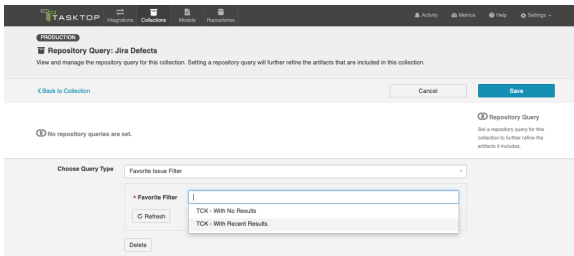 TASKTOP
Integrations
Collections
Models
Repositories
Activity
Metrics
Help
Settings
PRODUCTION
Repository Query: Jira Defects
View and manage the repository query for this collection. Setting a repository query will further refine the artifacts that are included in this collection.
Back to Collection
Cancel
Save
No repository queries are set.
Repository Query
Set a repository query for this
collection to further refine the
artifacts it includes.
Choose Query Type
Favorite Issue Filter
* Favorite Filter
Refresh
TCK - With No Results
TCK - With Recent Results
Delete